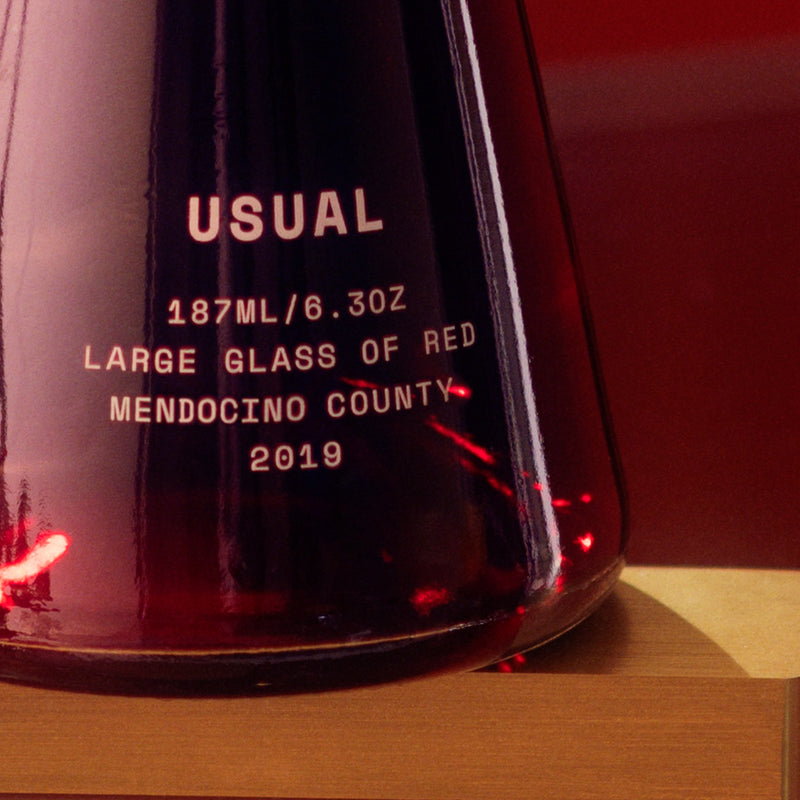 USUAL
187ML/6.3OZ
LARGE GLASS OF RED
MENDOCINO COUNTY
2019